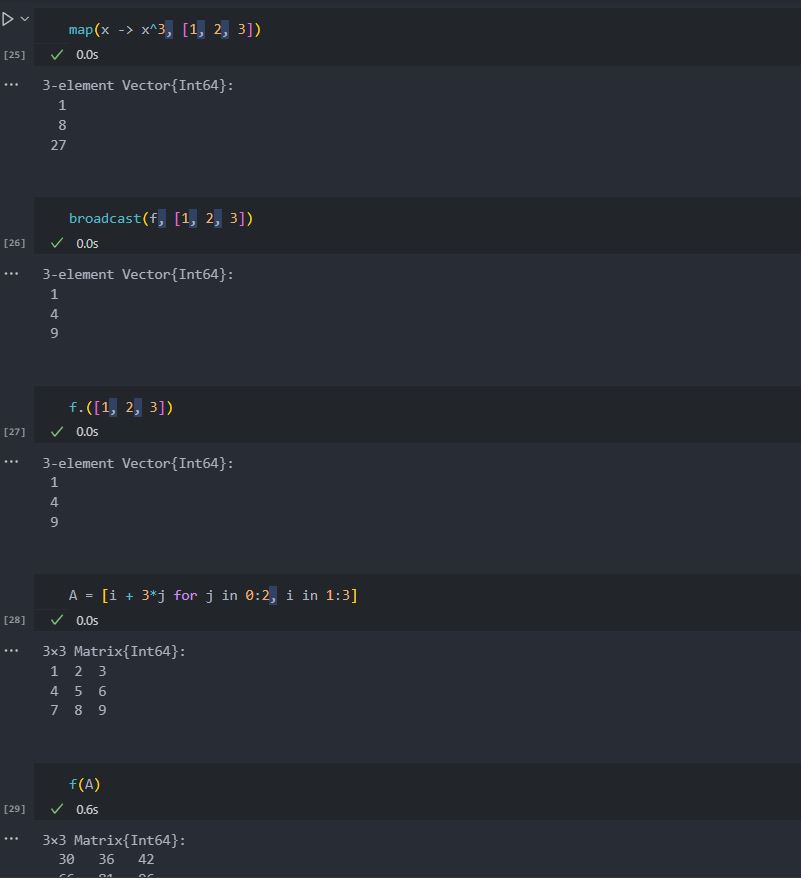 map(x -> x^3, [1, 2, 3])
[25]
0.0s
3-element Vector{Int64}:
1
8
27
broadcast(f, [1, 2, 3])
[26]
0.0s
3-element Vector{Int64}:
1
4
9
f.([1, 2, 3])
[27]
0.0s
3-element Vector{Int64}:
1
4
9
A = [i + 3*j for j in 0:2, i in 1:3]
[28]
0.0s
3×3 Matrix{Int64}:
1 2 3
4 5 6
7 8 9
f(A)
[29]
0.6s
3×3 Matrix{Int64}:
30 36 42